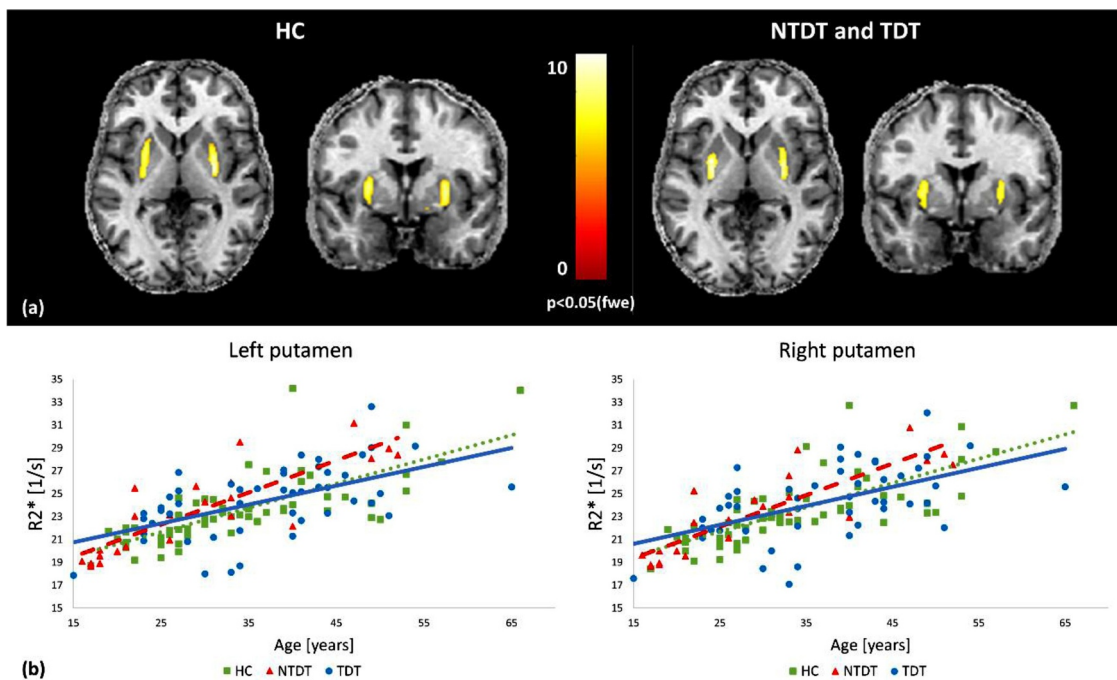 HC
NTDT and TDT
10
0
p<0.05(fwe)
(a)
Left putamen
R2* [1/s]
35
33
31
29
27
25
23
21
19
17
15
15 25 35 45 55 65
Age [years]
HC NTDT TDT
Right putamen
R2* [1/s]
35
33
31
29
27
25
23
21
19
17
15
15 25 35 45 55 65
Age [years]
HC NTDT TDT
(b)